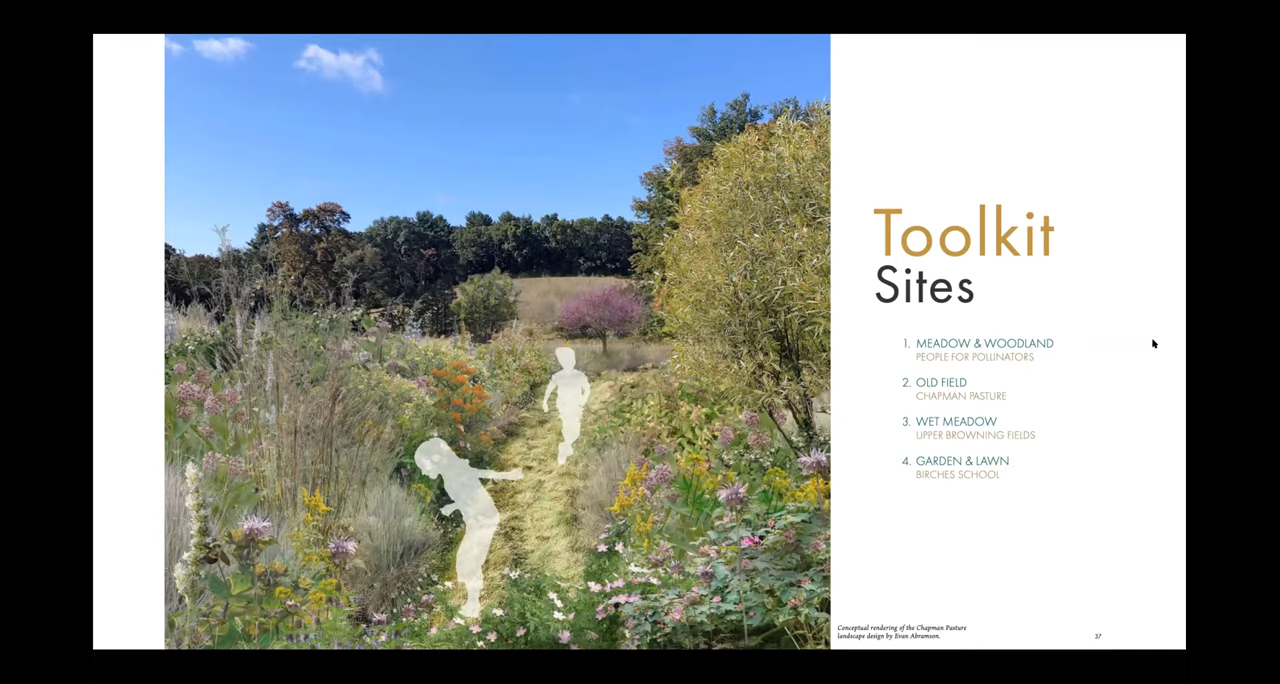 Toolkit
Sites
1. MEADOW & WOODLAND
PEOPLE FOR POLLINATORS
2. OLD FIELD
CHAPMAN PASTURE
3. WET MEADOW
UPPER BROWNING FIELDS
4. GARDEN & LAWN
BIRCHES SCHOOL
Conceptual rendering of the Chapman Pasture
landscape design by Evan Abramson.
37